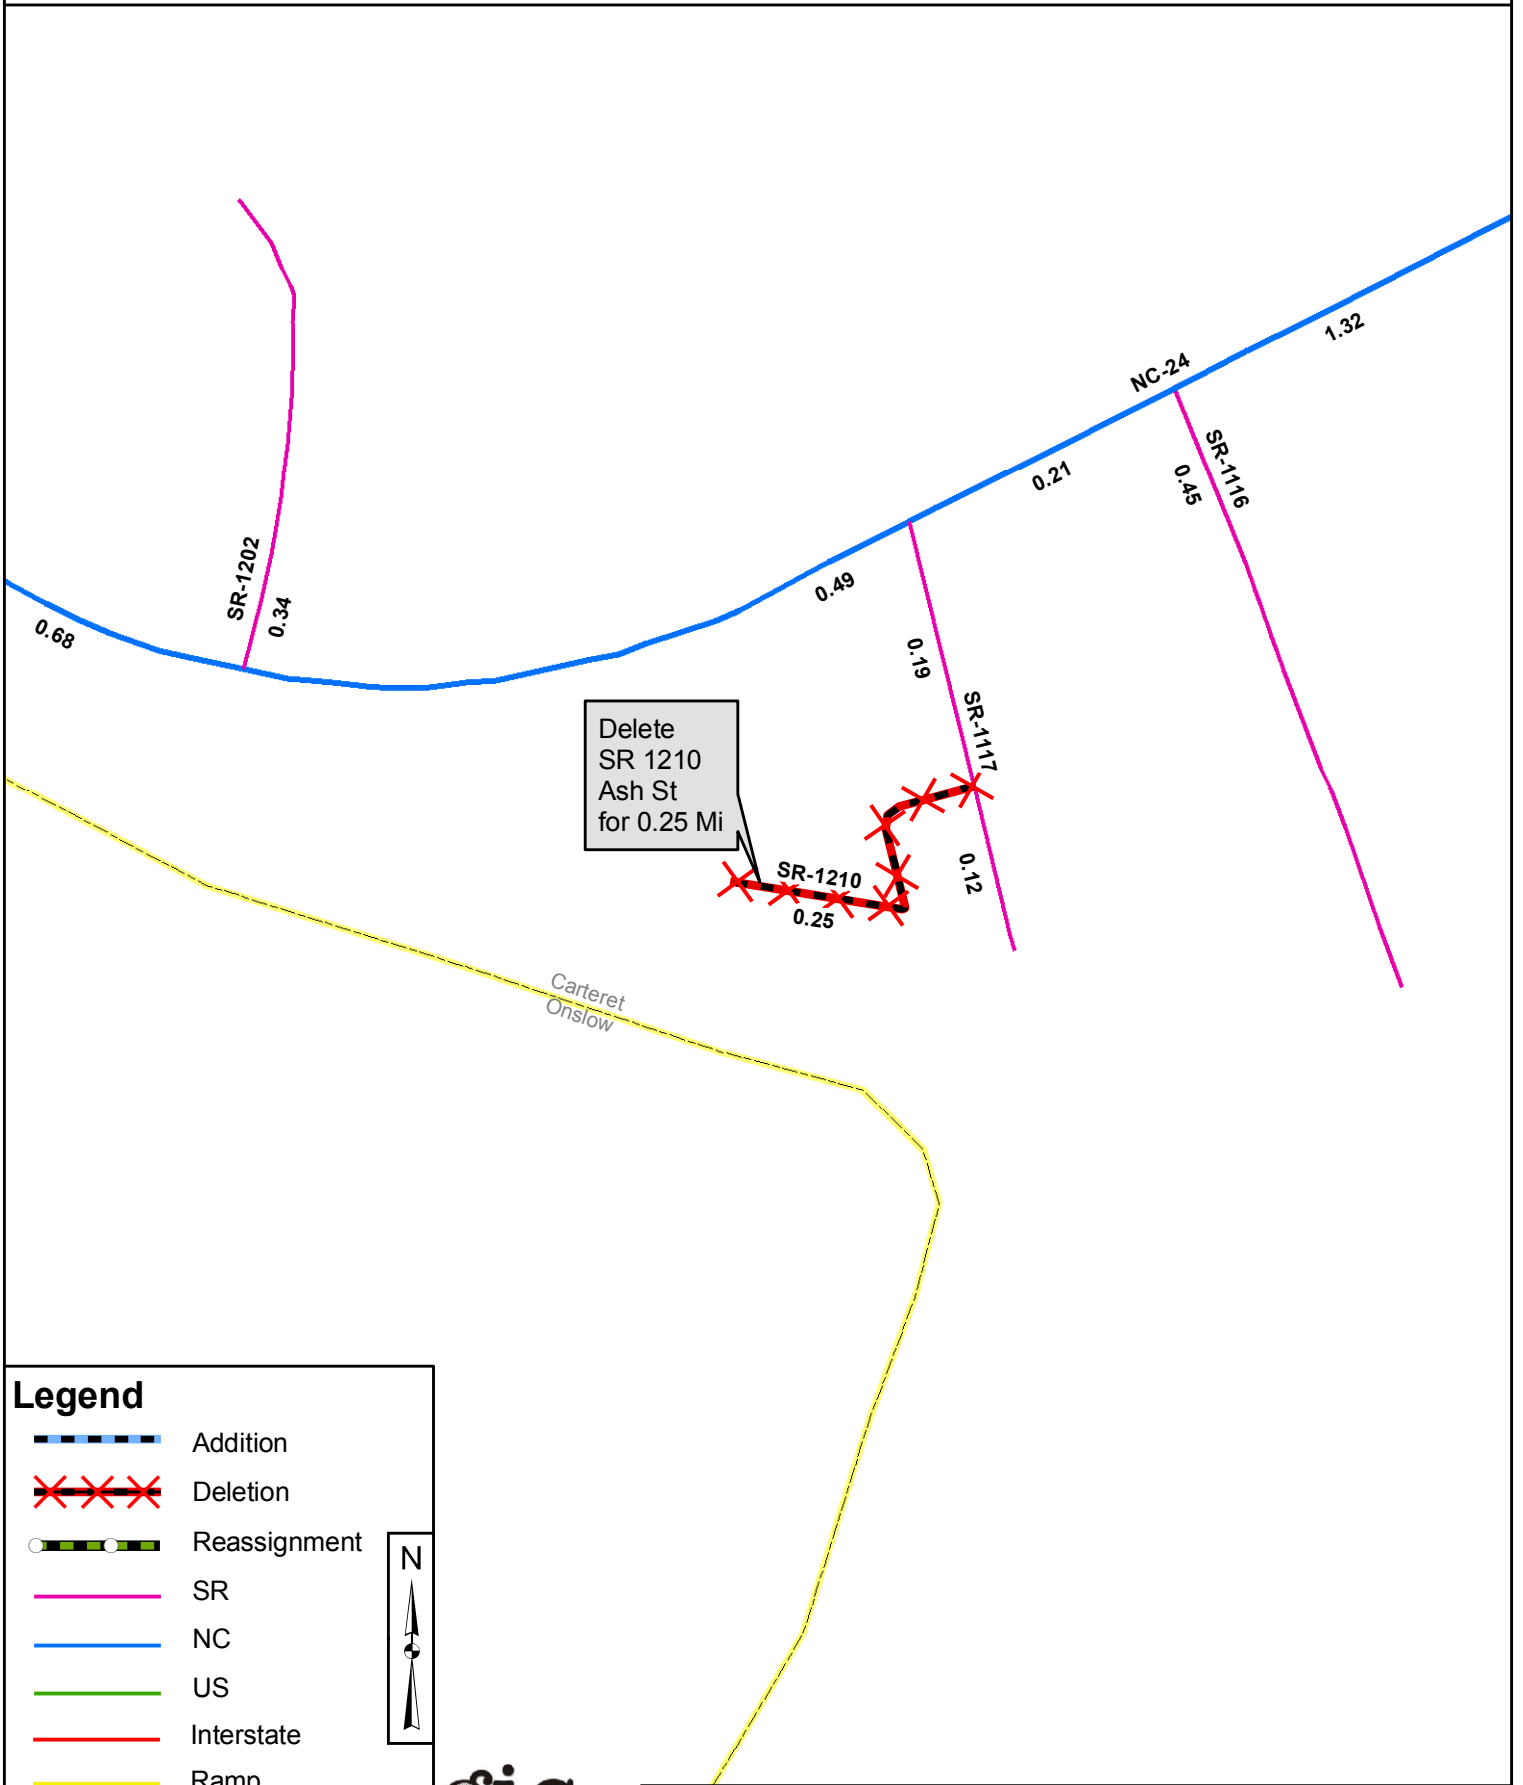 1.32
NC-24
SR-1116
0.45
0.21
SR-1202
0.34
0.49
0.68
0.19
SR-1117
Delete
SR 1210
Ash St
for 0.25 Mi
SR-1210
0.25
0.12
Carteret
Onslow
Legend
Addition
Deletion
Reassignment
SR
NC
US
Interstate
Ramp
N